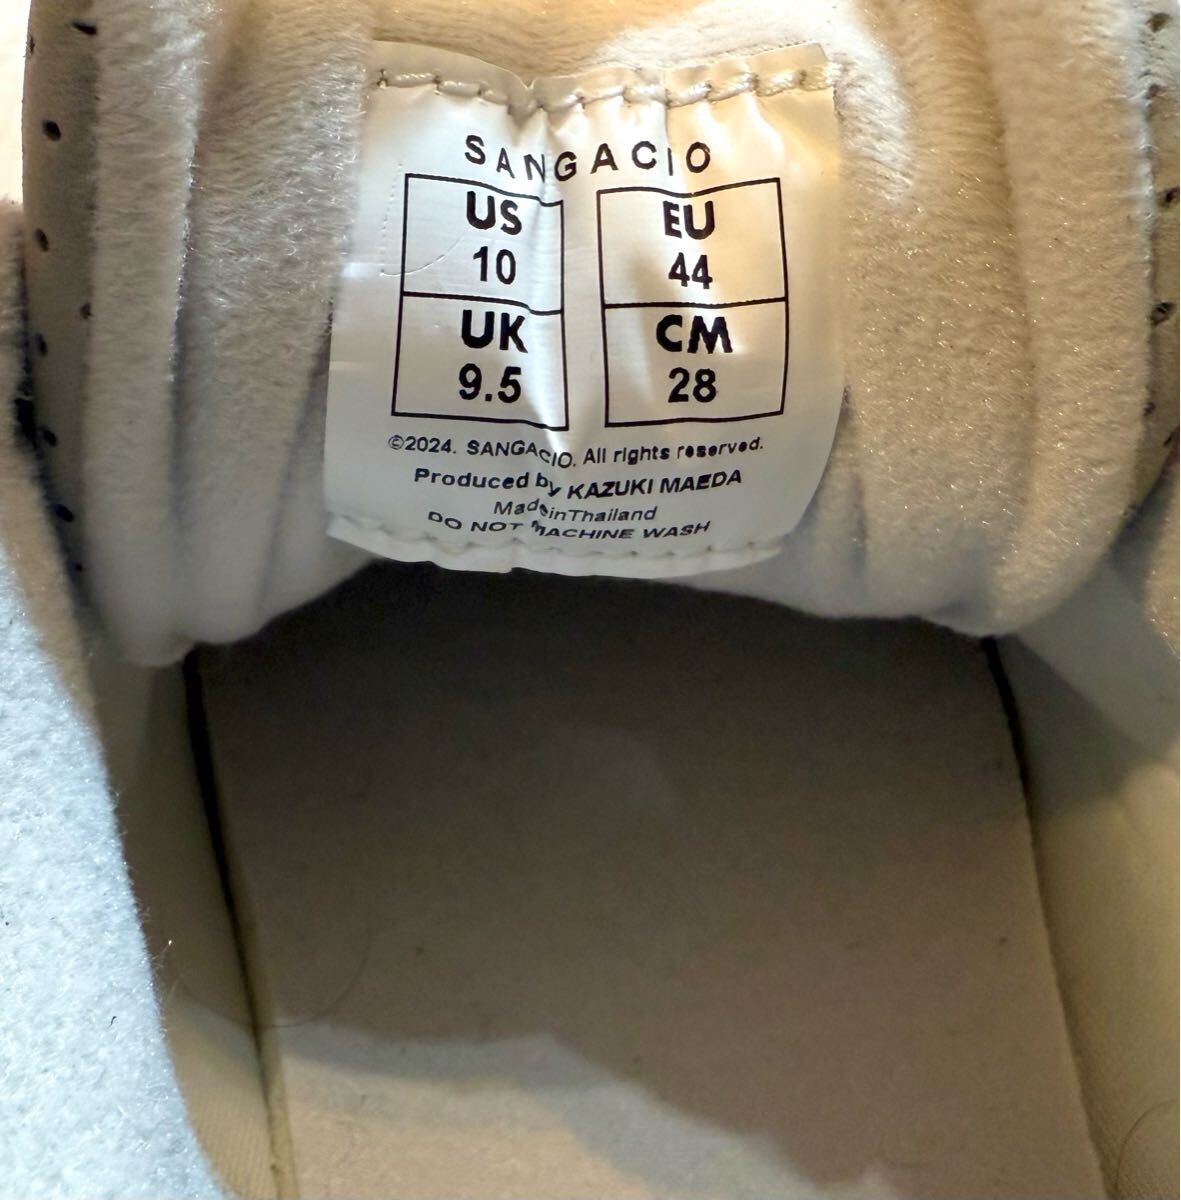 SANGACIO
US EU
10 44
UK CM
9.5 28
©2024. SANGACIO. All rights reserved.
Produced by KAZUKI MAEDA
Made in Thailand
DO NOT MACHINE WASH